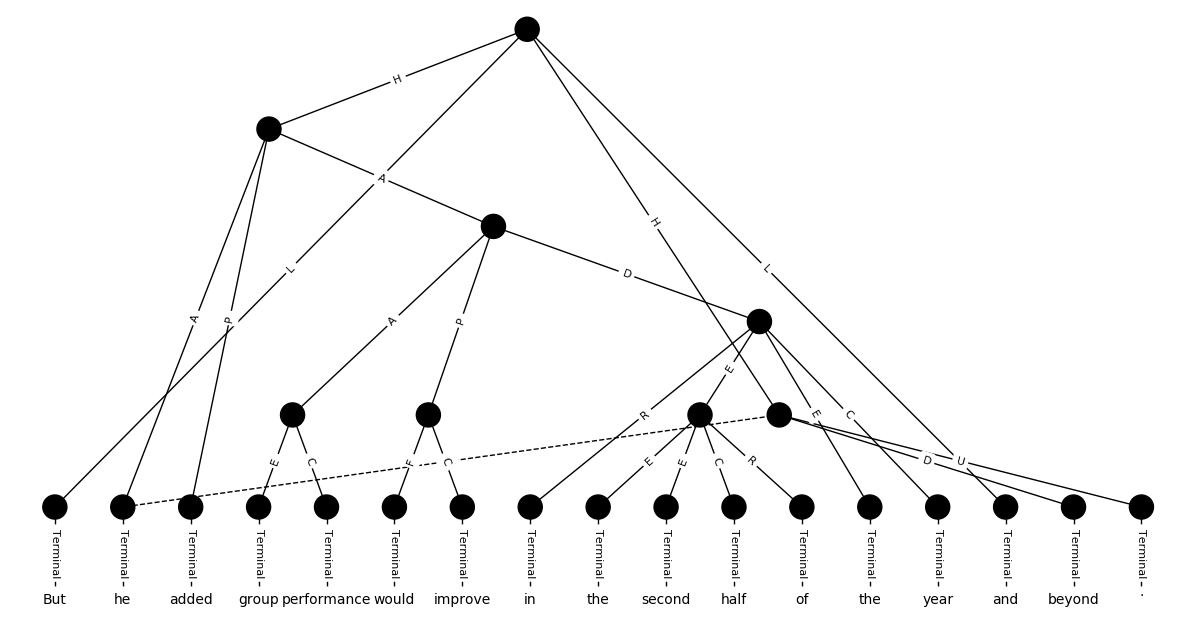 H
A
L
H
D
L
A
P
A
P
E
R
E
C
E
C
F
C
E
E
C
R
D
U
Terminal Terminal Terminal Terminal Terminal Terminal Terminal Terminal Terminal Terminal Terminal Terminal Terminal Terminal Terminal Terminal Terminal
But he added group performance would improve in the second half of the year and beyond .